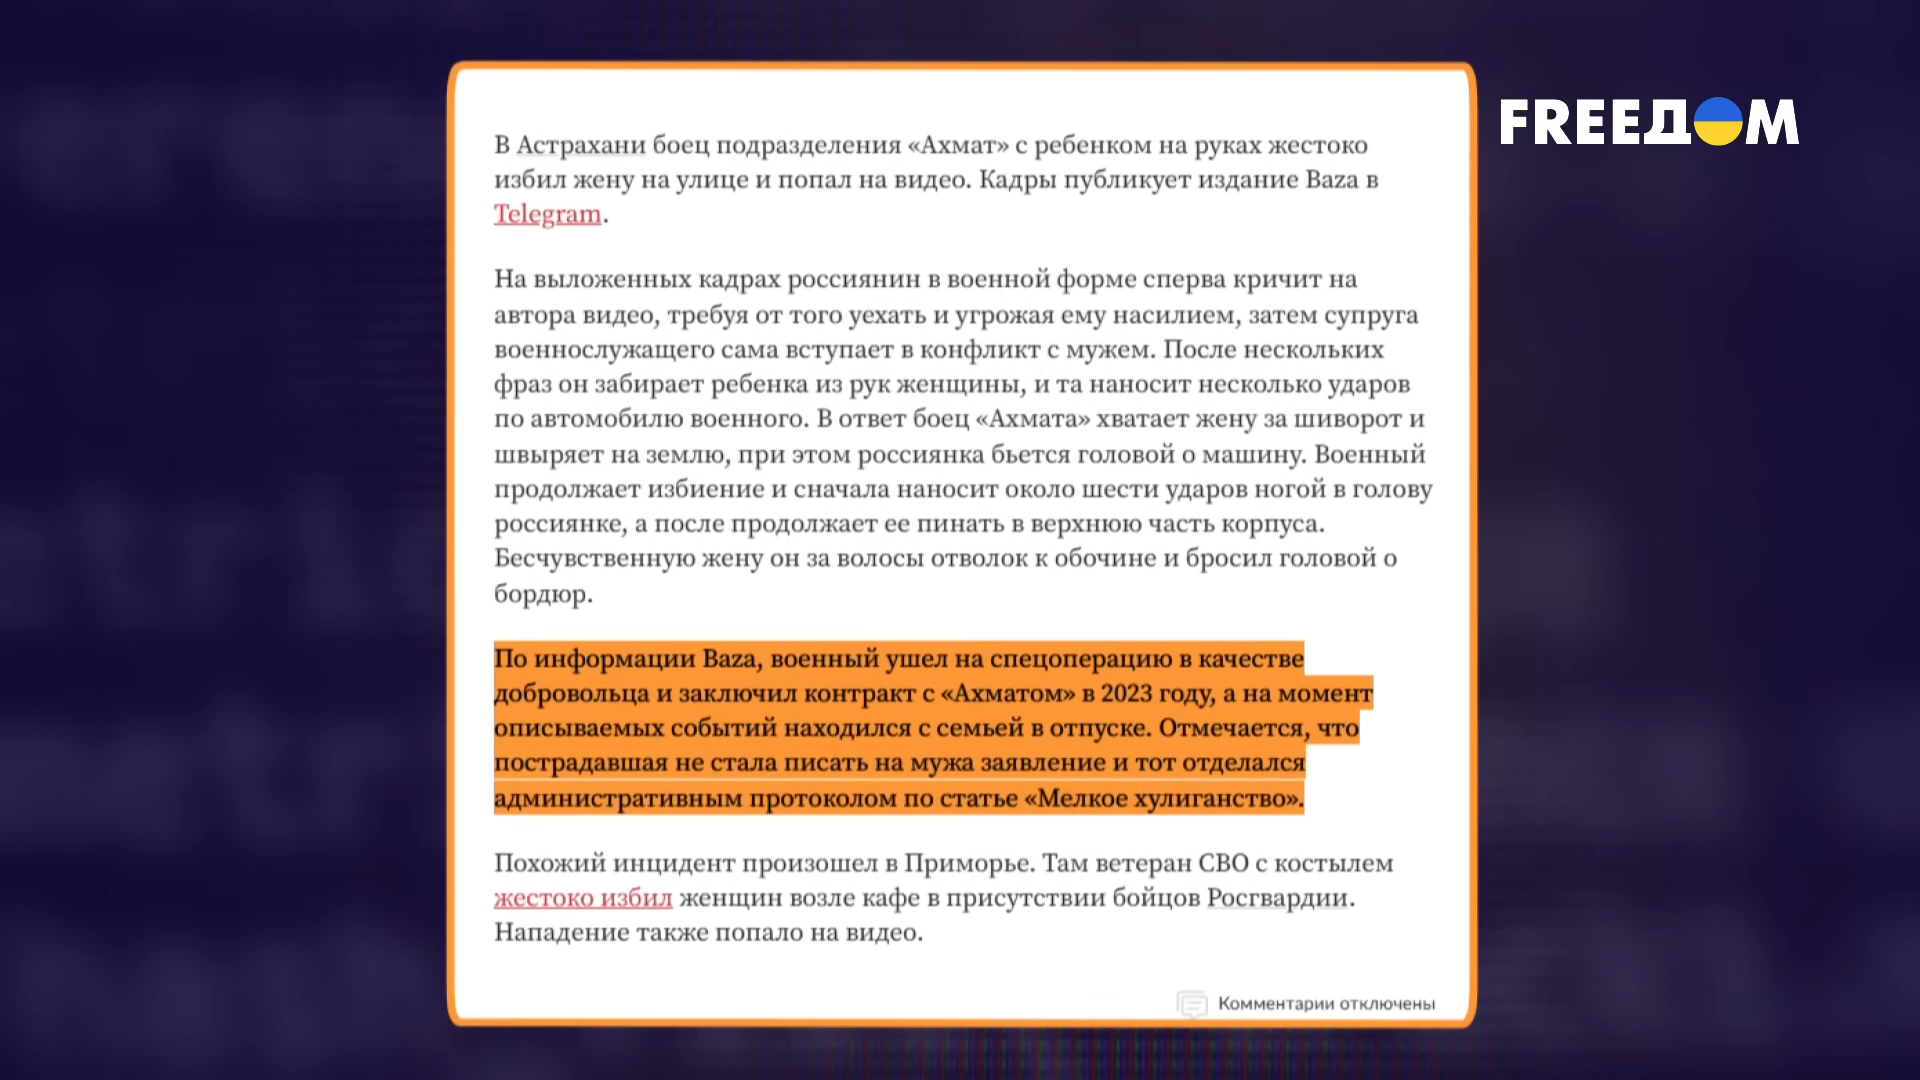 FREEДOM
В Астрахани боец подразделения «Ахмат» с ребенком на руках жестоко
избил жену на улице и попал на видео. Кадры публикует издание Baza в
Telegram.
На выложенных кадрах россиянин в военной форме сперва кричит на
автора видео, требуя от того уехать и угрожая ему насилием, затем супруга
военнослужащего сама вступает в конфликт с мужем. После нескольких
фраз он забирает ребенка из рук женщины, и та наносит несколько ударов
по автомобилю военного. В ответ боец «Ахмата» хватает жену за шиворот и
швыряет на землю, при этом россиянка бьется головой о машину. Военный
продолжает избиение и сначала наносит около шести ударов ногой в голову
россиянке, а после продолжает ее пинать в верхнюю часть корпуса.
Бесчувственную жену он за волосы отволок к обочине и бросил головой о
бордюр.
По информации Baza, военный ушел на спецоперацию в качестве
добровольца и заключил контракт с «Ахматом» в 2023 году, а на момент
описываемых событий находился с семьей в отпуске. Отмечается, что
пострадавшая не стала писать на мужа заявление и тот отделался
административным протоколом по статье «Мелкое хулиганство».
Похожий инцидент произошел в Приморье. Там ветеран СВО с костылем
жестоко избил женщин возле кафе в присутствии бойцов Росгвардии.
Нападение также попало на видео.
Комментарии отключены